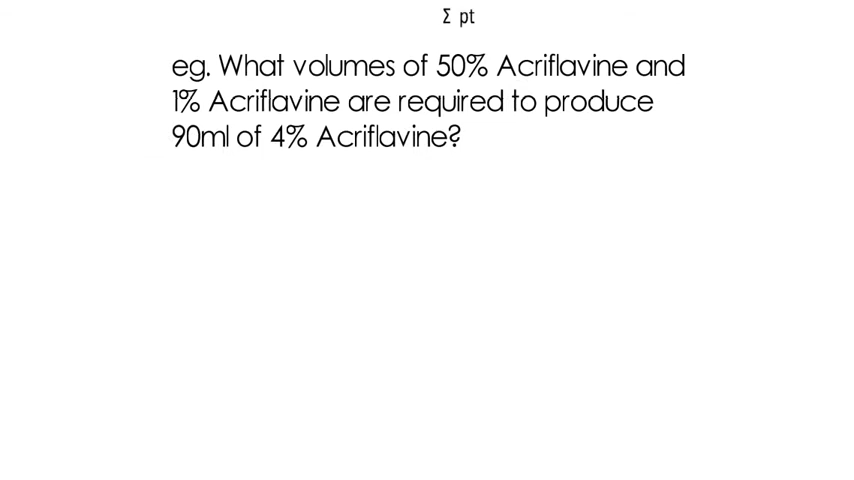 Σ pt
eg. What volumes of 50% Acriflavine and
1% Acriflavine are required to produce
90ml of 4% Acriflavine?